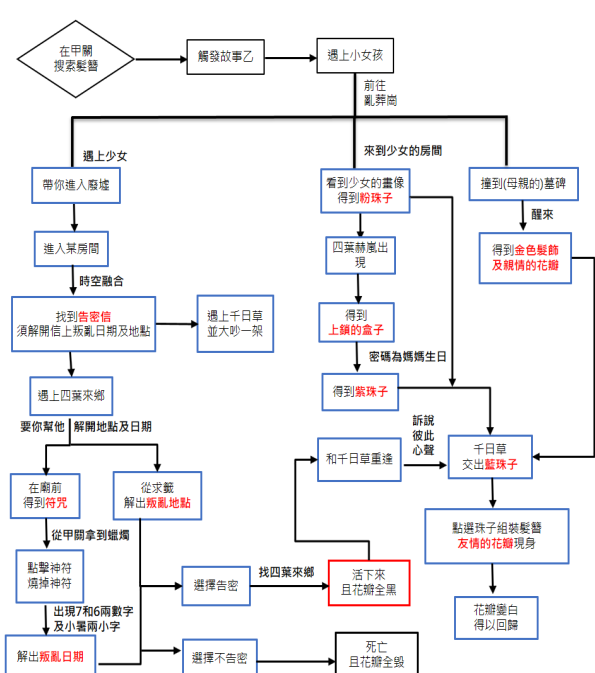 在甲關
搜索髮簪
觸發故事乙
遇上小女孩
前往
亂葬崗
遇上少女
來到少女的房間
帶你進入廢墟
看到少女的畫像
得到粉珠子
撞到(母親的)墓碑
醒來
進入某房間
四葉赫嵐出
現
得到金色髮飾
及親情的花瓣
時空融合
找到告密信
須解開信上叛亂日期及地點
遇上千日草
並大吵一架
得到
上鎖的盒子
密碼為媽媽生日
遇上四葉來鄉
得到紫珠子
要你幫他
解開地點及日期
訴說
彼此
心聲
和千日草重逢
千日草
交出藍珠子
在廟前
得到符咒
從求籤
解出叛亂地點
從甲關拿到蠟燭
點選珠子組裝髮簪
友情的花瓣現身
點擊神符
燒掉神符
選擇告密
找四葉來鄉
活下來
且花瓣全黑
出現7和6兩數字
及小暑兩小字
花瓣變白
得以回歸
解出叛亂日期
選擇不告密
死亡
且花瓣全毀